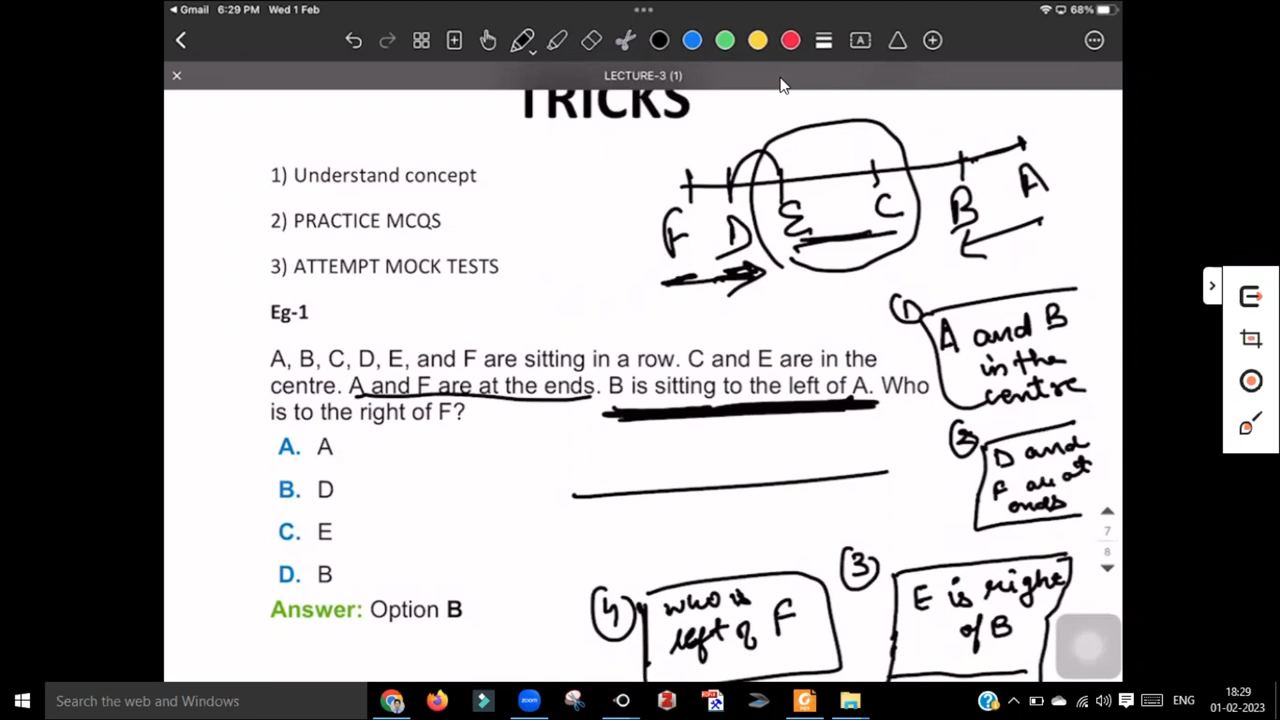 Gmail 6:29 PM Wed 1 Feb
68%
A
LECTURE-3 (1)
TRICKS
1) Understand concept
2) PRACTICE MCQS
3) ATTEMPT MOCK TESTS
F D E C B A
Eg-1
1
A and B
in the
centre
A, B, C, D, E, and F are sitting in a row. C and E are in the
centre. A and F are at the ends. B is sitting to the left of A. Who
is to the right of F?
A. A
B. D
C. E
D. B
Answer: Option B
2
D and
F are at
ends
7
8
3
E is right
of B
4
who is
left of F
Search the web and Windows
zoom
ENG
18:29
01-02-2023